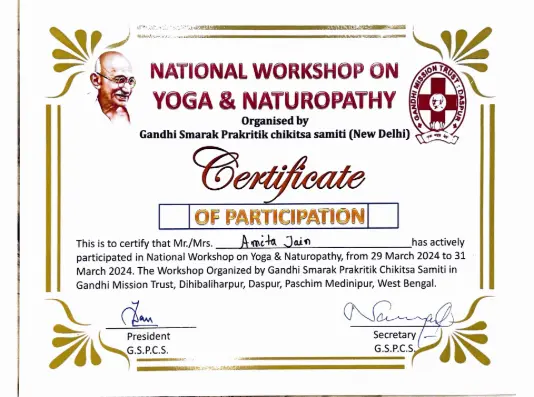 NATIONAL WORKSHOP ON
YOGA & NATUROPATHY
Organised by
Gandhi Smarak Prakritik chikitsa samiti (New Delhi)
GANDHI MISSION TRUST: DASPUR
Certificate
OF PARTICIPATION
This is to certify that Mr./Mrs. Amita Jain has actively
participated in National Workshop on Yoga & Naturopathy, from 29 March 2024 to 31
March 2024. The Workshop Organized by Gandhi Smarak Prakritik Chikitsa Samiti in
Gandhi Mission Trust, Dihibaliharpur, Daspur, Paschim Medinipur, West Bengal.
President
G.S.P.C.S.
Secretary
G.S.P.C.S.